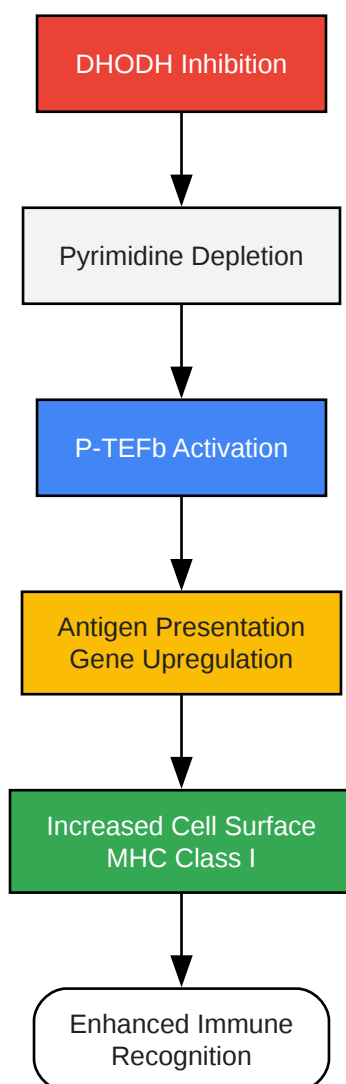 DHODH Inhibition
Pyrimidine Depletion
P-TEFb Activation
Antigen Presentation
Gene Upregulation
Increased Cell Surface
MHC Class I
Enhanced Immune
Recognition